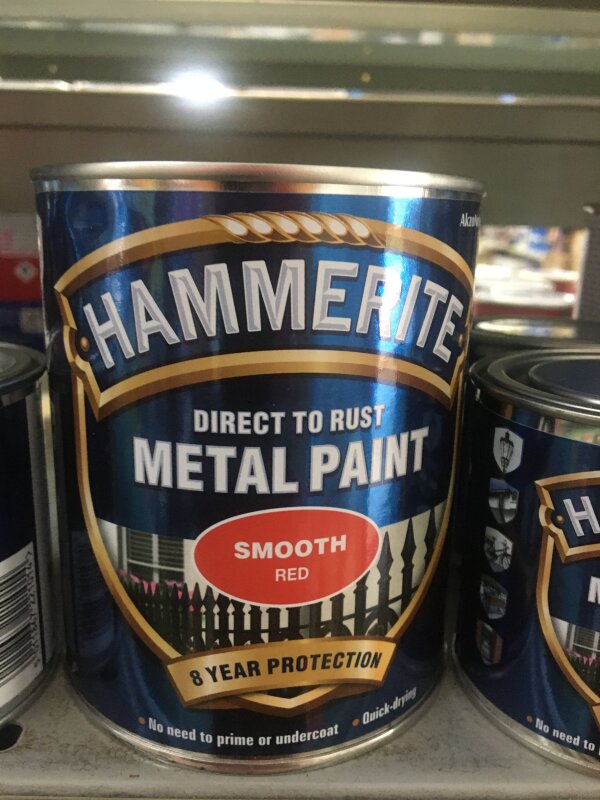 HAMMERITE
DIRECT TO RUST
METAL PAINT
SMOOTH
RED
8 YEAR PROTECTION
• No need to prime or undercoat • Quick-drying
• No need to